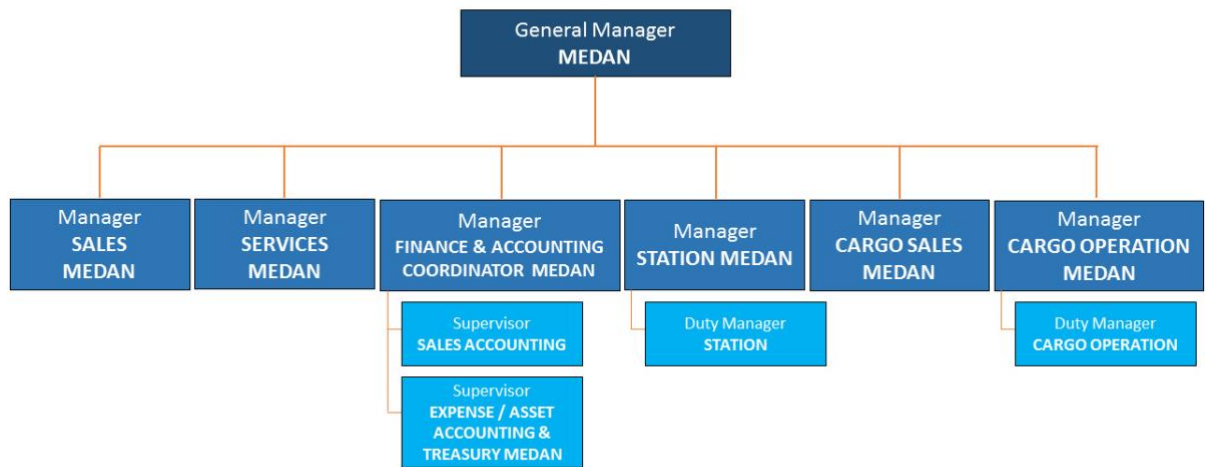 General Manager
MEDAN
Manager
SALES
MEDAN
Manager
SERVICES
MEDAN
Manager
FINANCE & ACCOUNTING
COORDINATOR MEDAN
Manager
STATION MEDAN
Manager
CARGO SALES
MEDAN
Manager
CARGO OPERATION
MEDAN
Supervisor
SALES ACCOUNTING
Duty Manager
STATION
Duty Manager
CARGO OPERATION
Supervisor
EXPENSE / ASSET
ACCOUNTING &
TREASURY MEDAN